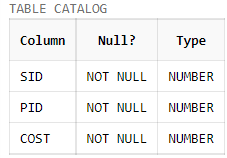 TABLE CATALOG
Column Null? Type
SID NOT NULL NUMBER
PID NOT NULL NUMBER
COST NOT NULL NUMBER